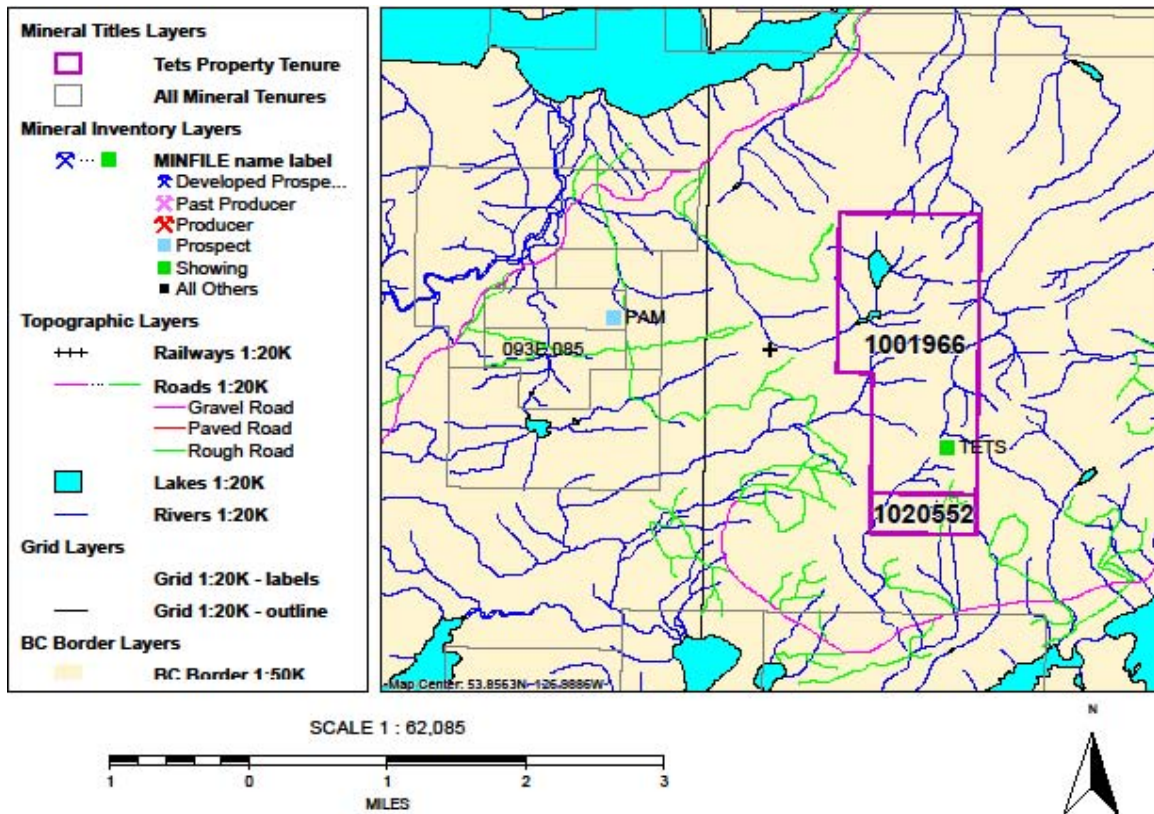 Mineral Titles Layers
Tets Property Tenure
All Mineral Tenures
Mineral Inventory Layers
MINFILE name label
Developed Prospe...
Past Producer
Producer
Prospect
Showing
All Others
Topographic Layers
Railways 1:20K
Roads 1:20K
Gravel Road
Paved Road
Rough Road
Lakes 1:20K
Rivers 1:20K
Grid Layers
Grid 1:20K - labels
Grid 1:20K - outline
BC Border Layers
BC Border 1:50K
PAM
093E.085
1001966
TETS
1020552
Map Center: 53.8563N -126.9886W
SCALE 1 : 62,085
1 0 1 2 3
MILES
N